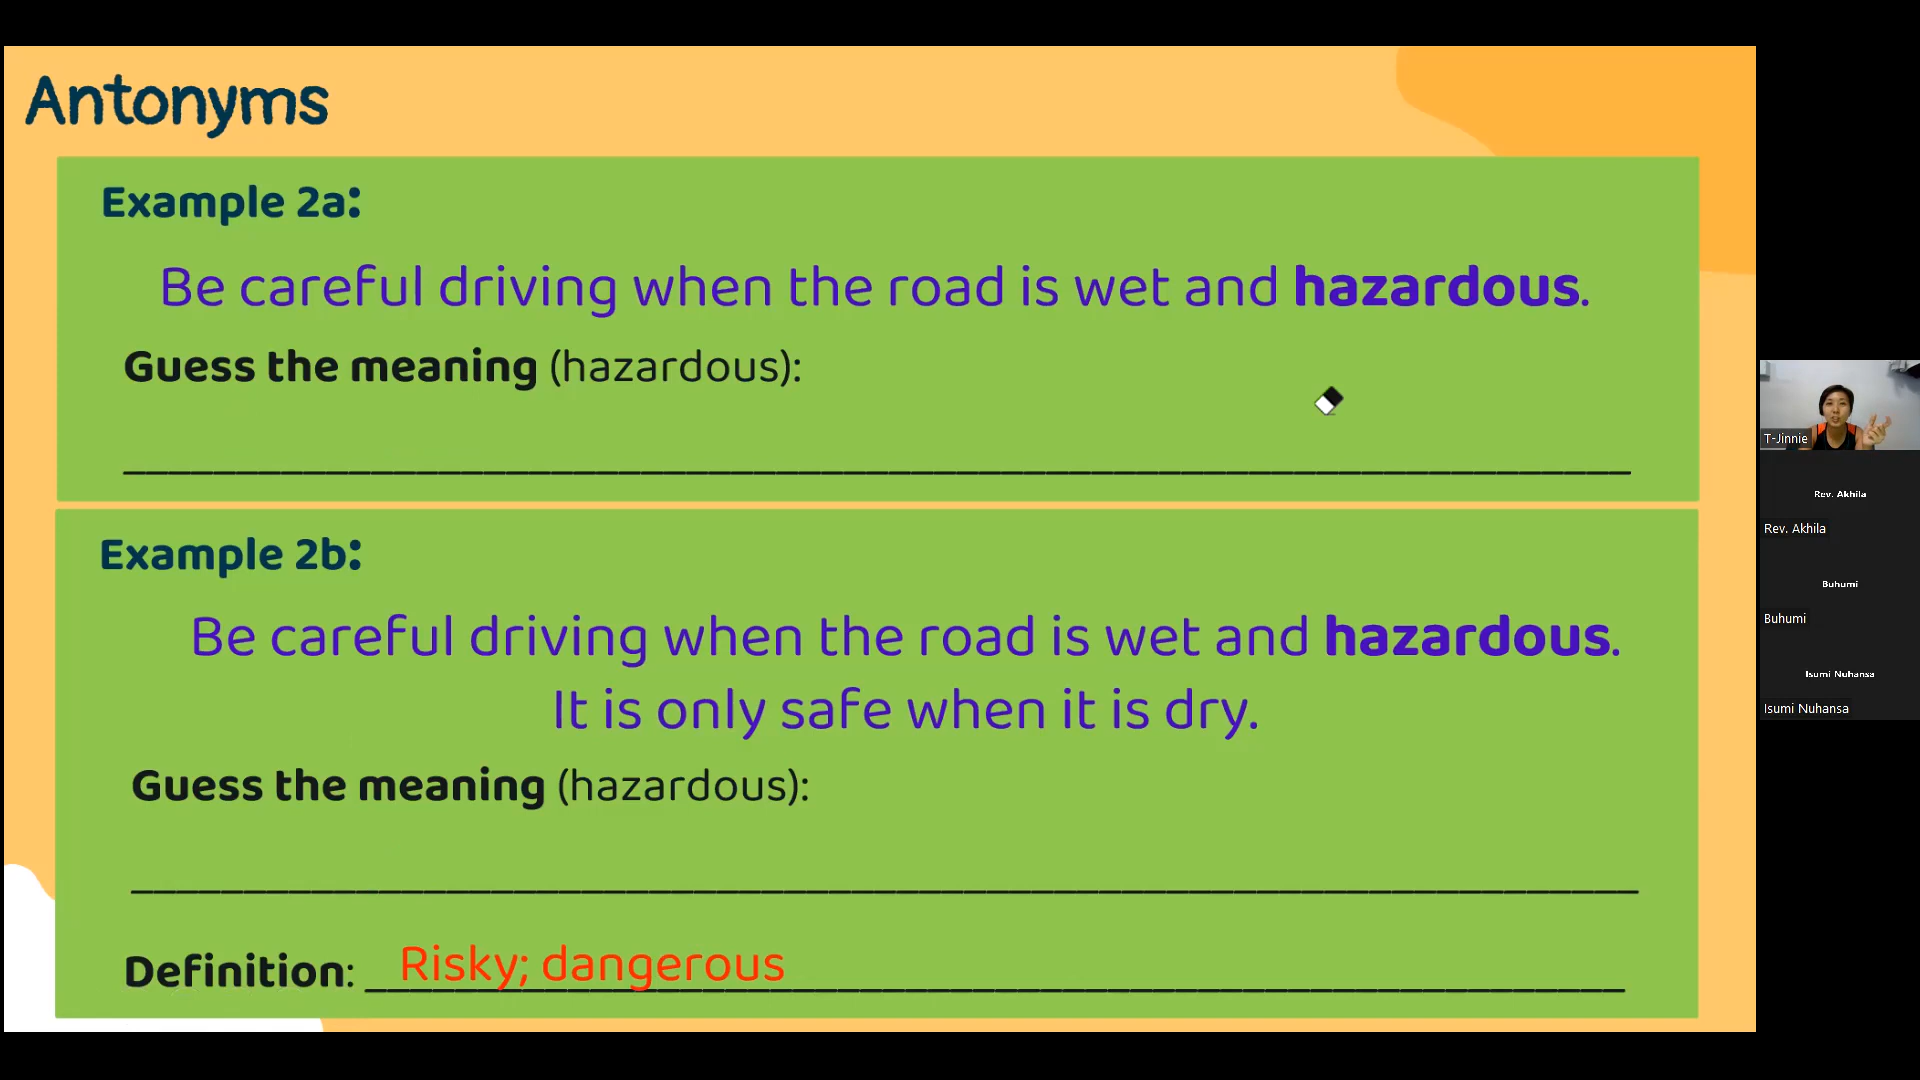 Antonyms
Example 2a:
Be careful driving when the road is wet and hazardous.
Guess the meaning (hazardous):
Example 2b:
Be careful driving when the road is wet and hazardous.
It is only safe when it is dry.
Guess the meaning (hazardous):
Definition: Risky; dangerous
T-Jinnie
Rev. Akhila
Rev. Akhila
Buhumi
Buhumi
Isumi Nuhansa
Isumi Nuhansa